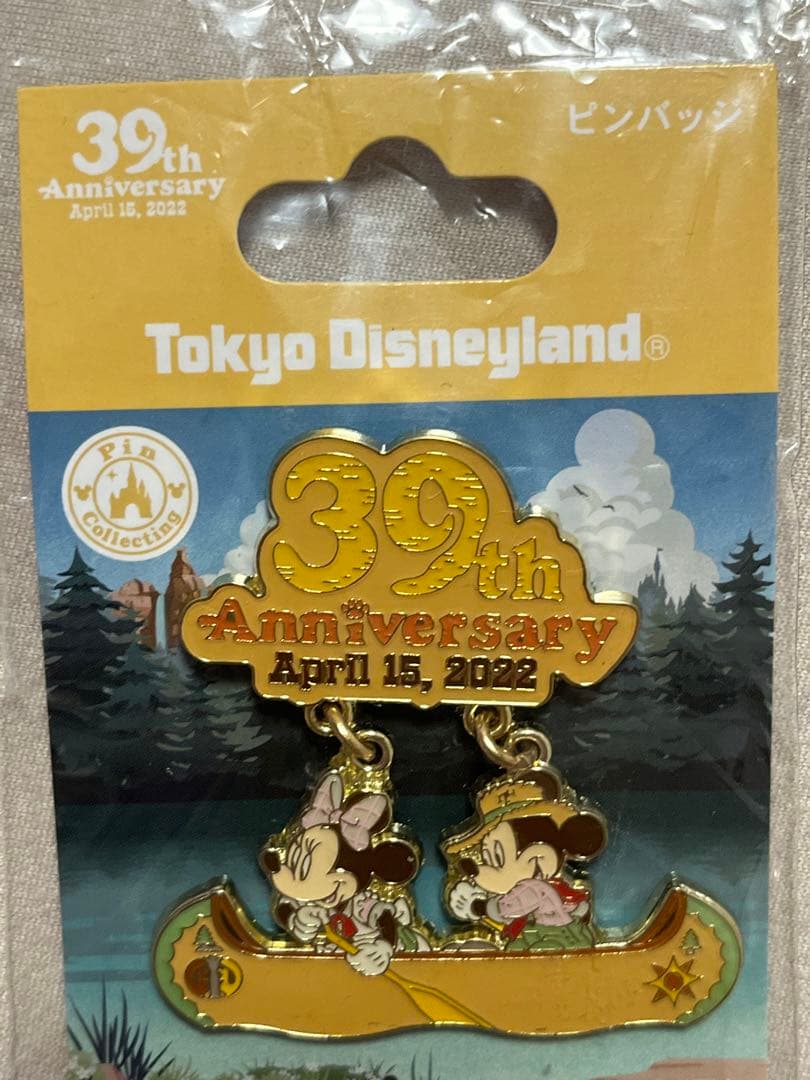 39th
Anniversary
April 15, 2022
ピンバッジ
Tokyo Disneyland®
Pin
Collecting
39th
Anniversary
April 15, 2022